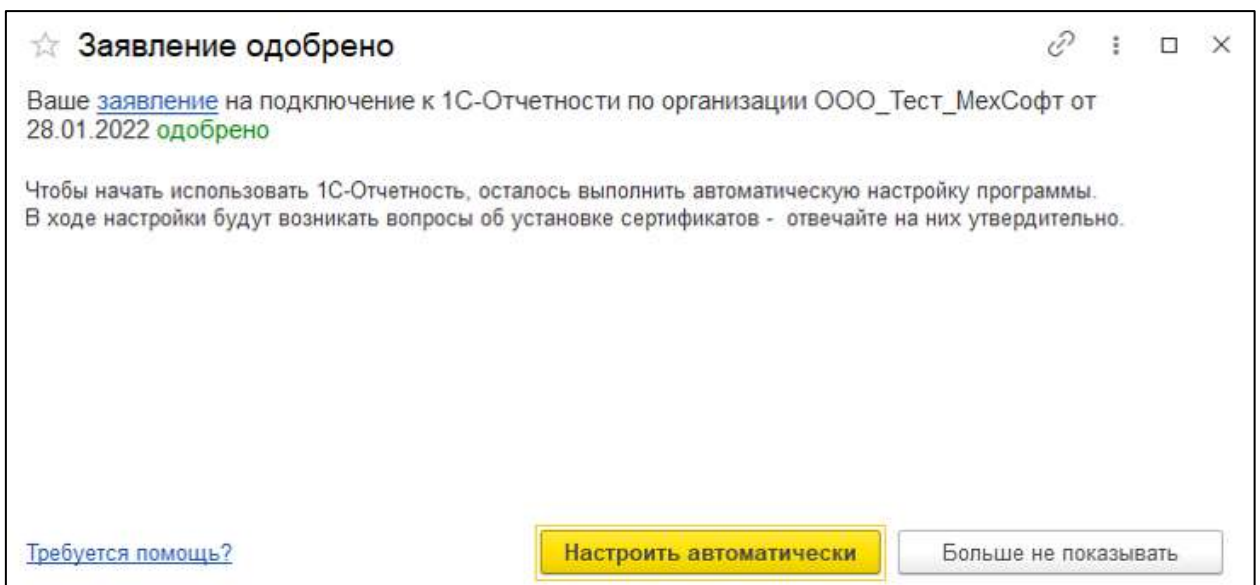 Заявление одобрено
Ваше заявление на подключение к 1С-Отчетности по организации ООО_Тест_МехСофт от
28.01.2022 одобрено
Чтобы начать использовать 1С-Отчетность, осталось выполнить автоматическую настройку программы.
В ходе настройки будут возникать вопросы об установке сертификатов - отвечайте на них утвердительно.
Требуется помощь?
Настроить автоматически
Больше не показывать